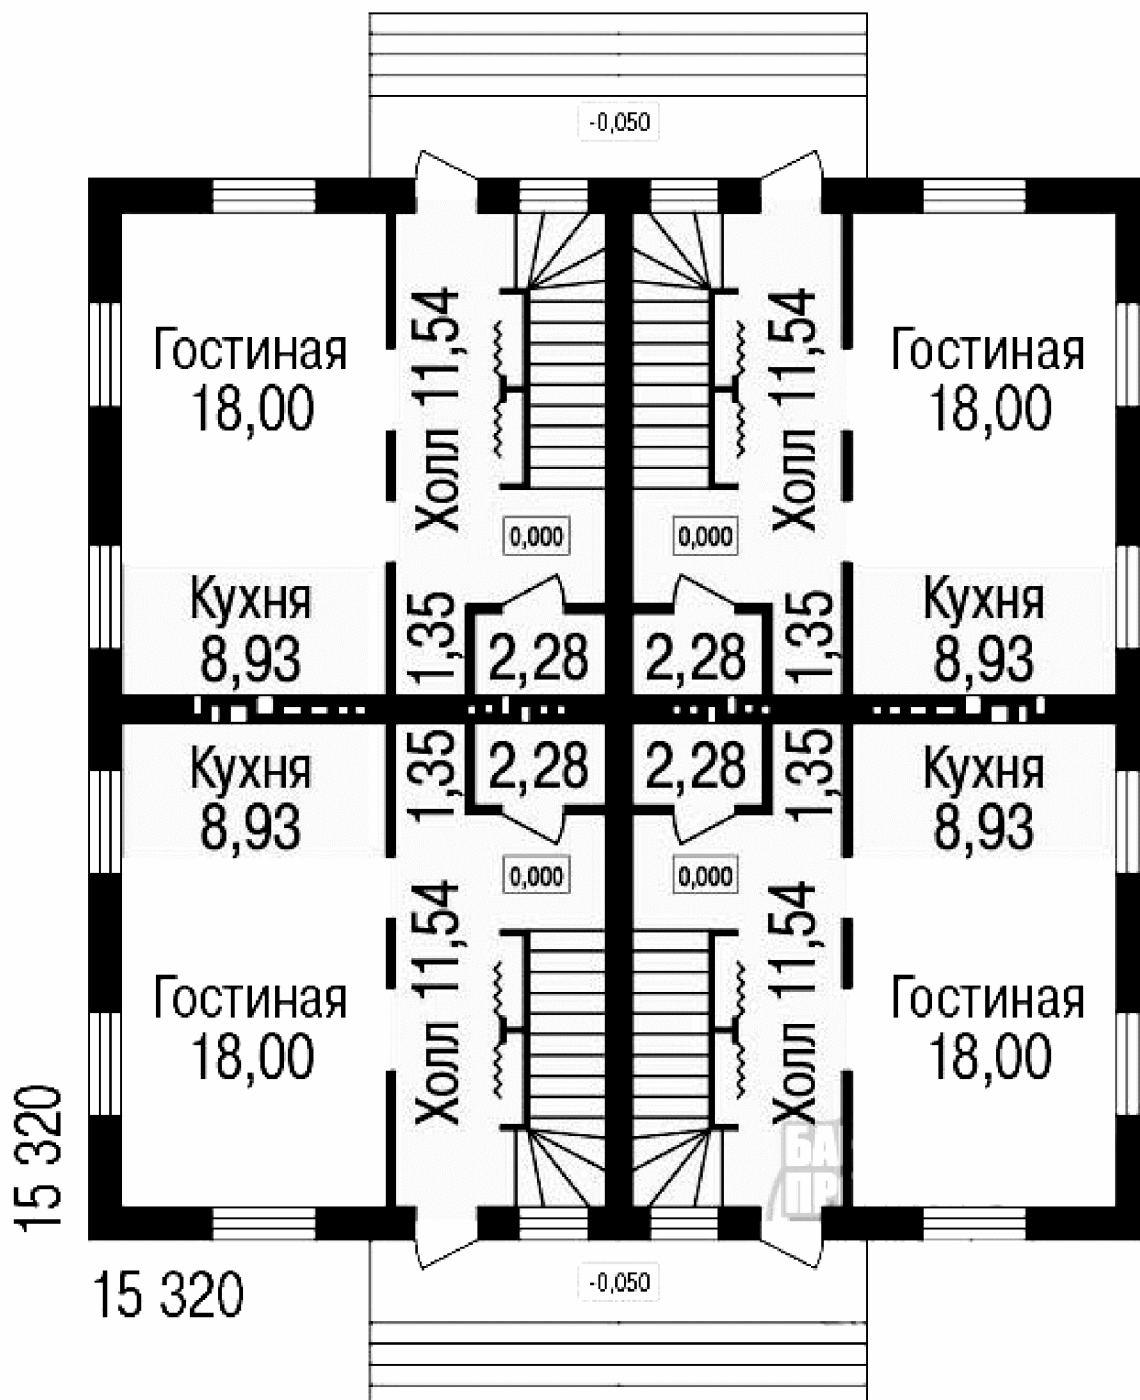 -0,050
Гостиная
18,00
Холл 11,54
Холл 11,54
Гостиная
18,00
0,000
0,000
Кухня
8,93
1,35
2,28
2,28
1,35
Кухня
8,93
Кухня
8,93
1,35
2,28
2,28
1,35
Кухня
8,93
0,000
0,000
Гостиная
18,00
Холл 11,54
Холл 11,54
Гостиная
18,00
БА
ПР
15 320
15 320
-0,050